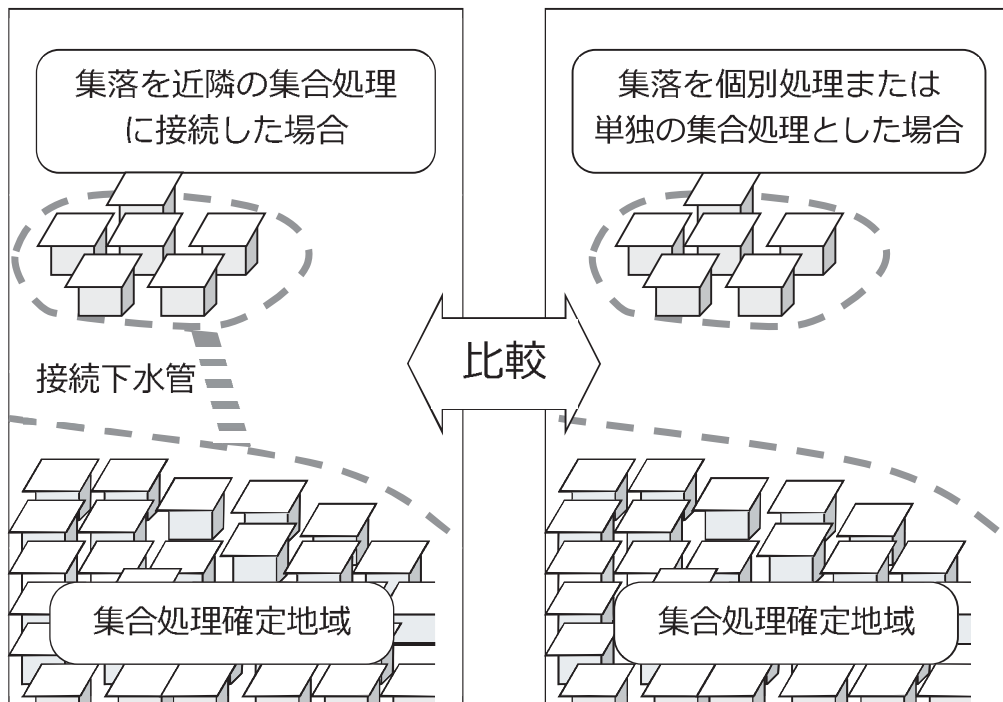 集落を近隣の集合処理
に接続した場合
集落を個別処理または
単独の集合処理とした場合
接続下水管
比較
集合処理確定地域
集合処理確定地域